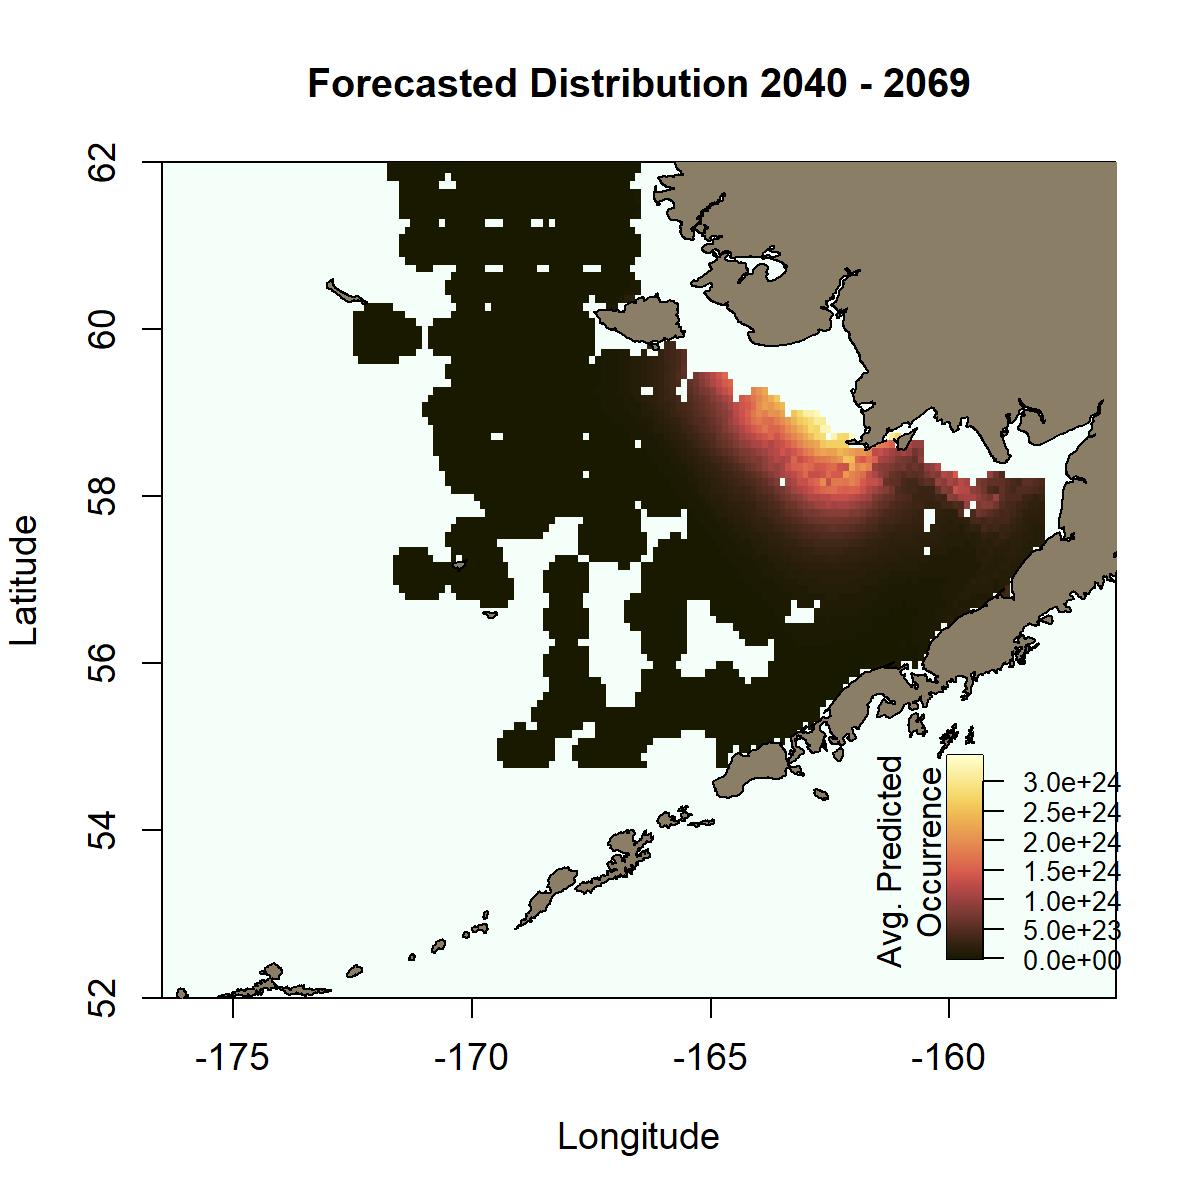 Forecasted Distribution 2040 - 2069
62
60
58
56
54
52
Latitude
-175
-170
-165
-160
Longitude
Avg. Predicted
Occurrence
3.0e+24
2.5e+24
2.0e+24
1.5e+24
1.0e+24
5.0e+23
0.0e+00